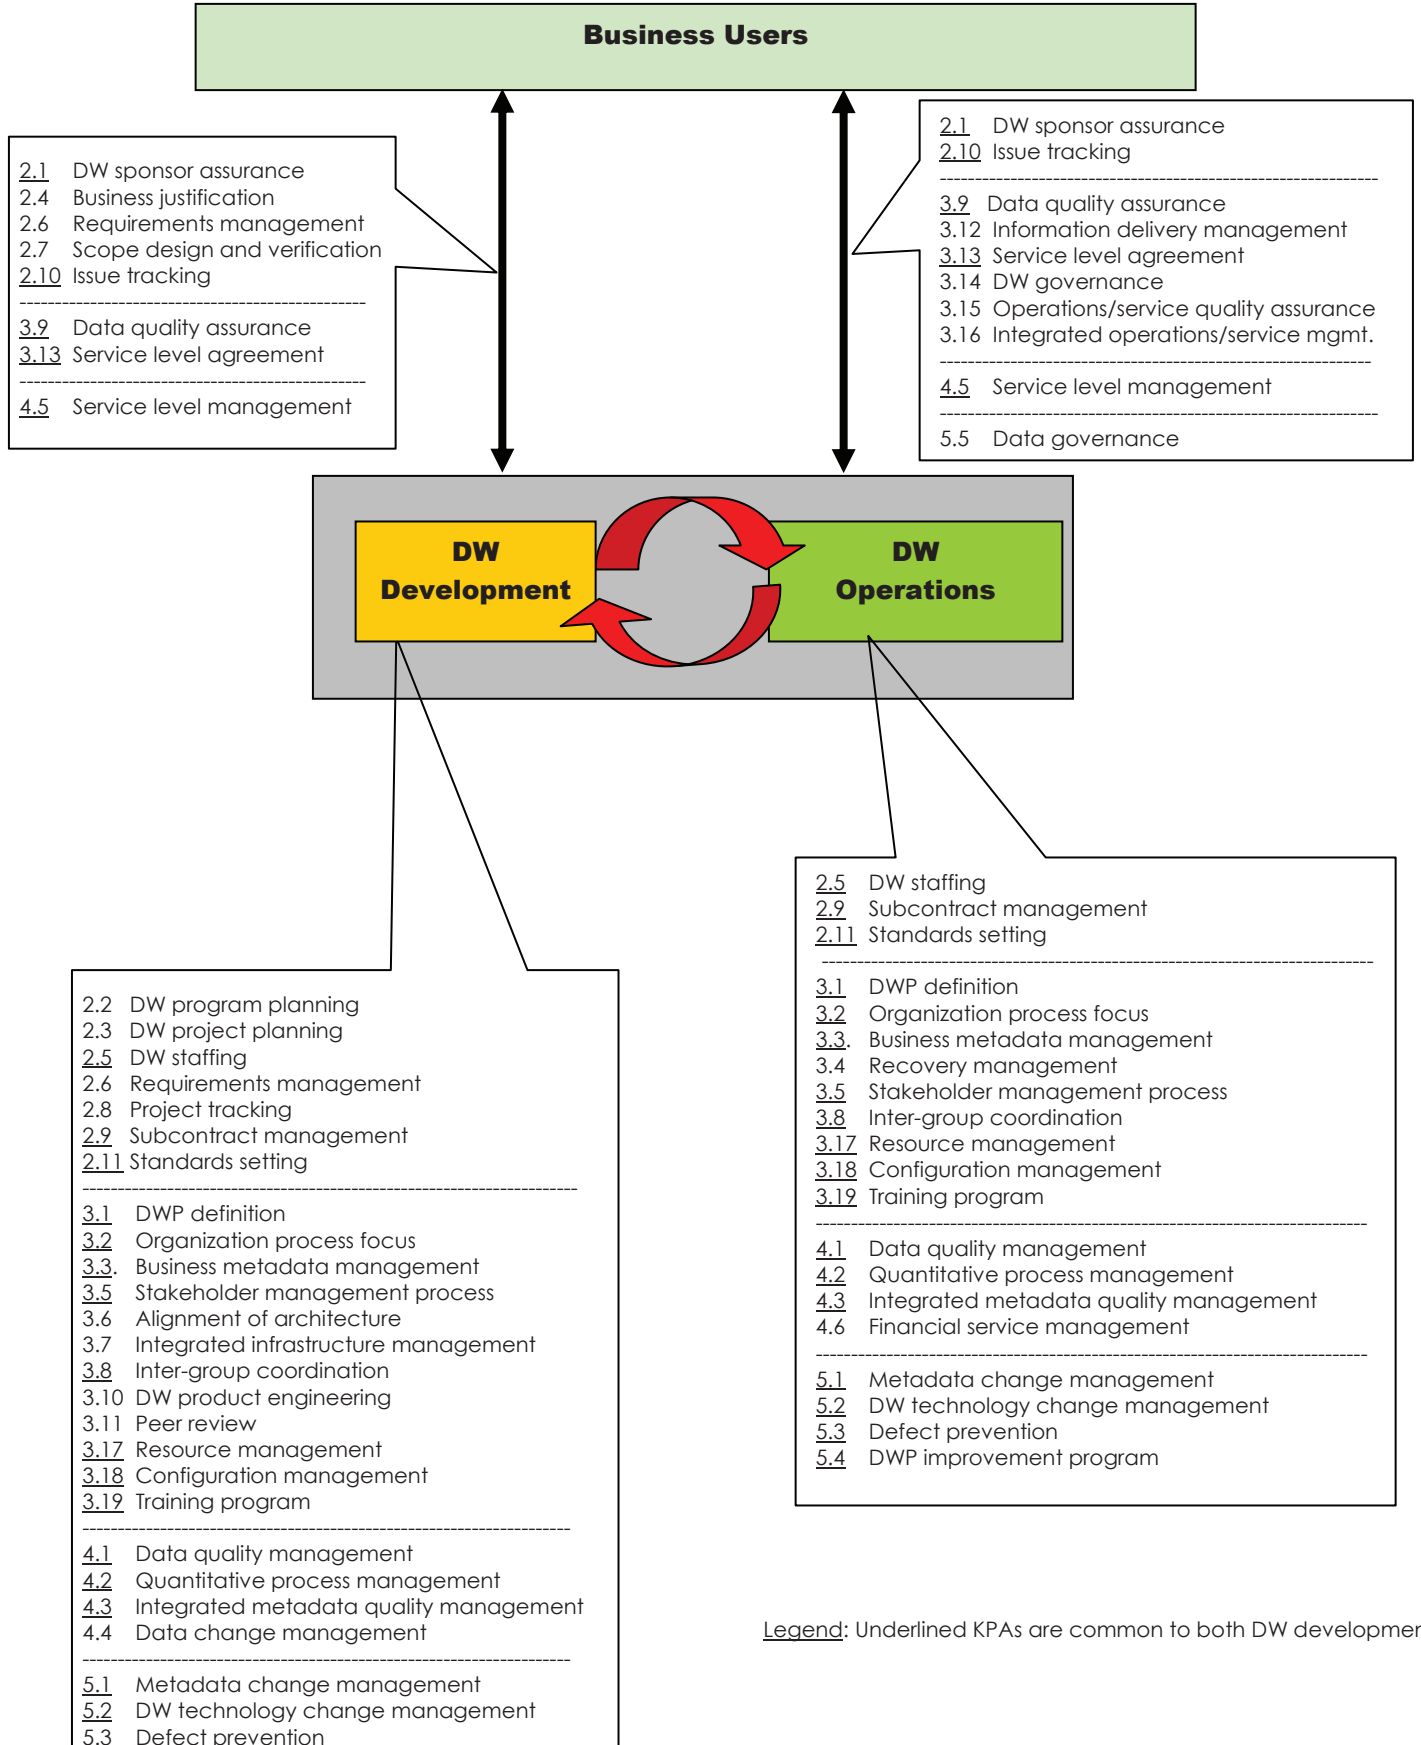 Business Users
2.1 DW sponsor assurance
2.4 Business justification
2.6 Requirements management
2.7 Scope design and verification
2.10 Issue tracking
3.9 Data quality assurance
3.13 Service level agreement
4.5 Service level management
2.1 DW sponsor assurance
2.10 Issue tracking
3.9 Data quality assurance
3.12 Information delivery management
3.13 Service level agreement
3.14 DW governance
3.15 Operations/service quality assurance
3.16 Integrated operations/service mgmt.
4.5 Service level management
5.5 Data governance
DW
Development
DW
Operations
2.2 DW program planning
2.3 DW project planning
2.5 DW staffing
2.6 Requirements management
2.8 Project tracking
2.9 Subcontract management
2.11 Standards setting
3.1 DWP definition
3.2 Organization process focus
3.3. Business metadata management
3.5 Stakeholder management process
3.6 Alignment of architecture
3.7 Integrated infrastructure management
3.8 Inter-group coordination
3.10 DW product engineering
3.11 Peer review
3.17 Resource management
3.18 Configuration management
3.19 Training program
4.1 Data quality management
4.2 Quantitative process management
4.3 Integrated metadata quality management
4.4 Data change management
5.1 Metadata change management
5.2 DW technology change management
5.3 Defect prevention
2.5 DW staffing
2.9 Subcontract management
2.11 Standards setting
3.1 DWP definition
3.2 Organization process focus
3.3. Business metadata management
3.4 Recovery management
3.5 Stakeholder management process
3.8 Inter-group coordination
3.17 Resource management
3.18 Configuration management
3.19 Training program
4.1 Data quality management
4.2 Quantitative process management
4.3 Integrated metadata quality management
4.6 Financial service management
5.1 Metadata change management
5.2 DW technology change management
5.3 Defect prevention
5.4 DWP improvement program
Legend: Underlined KPAs are common to both DW developmen